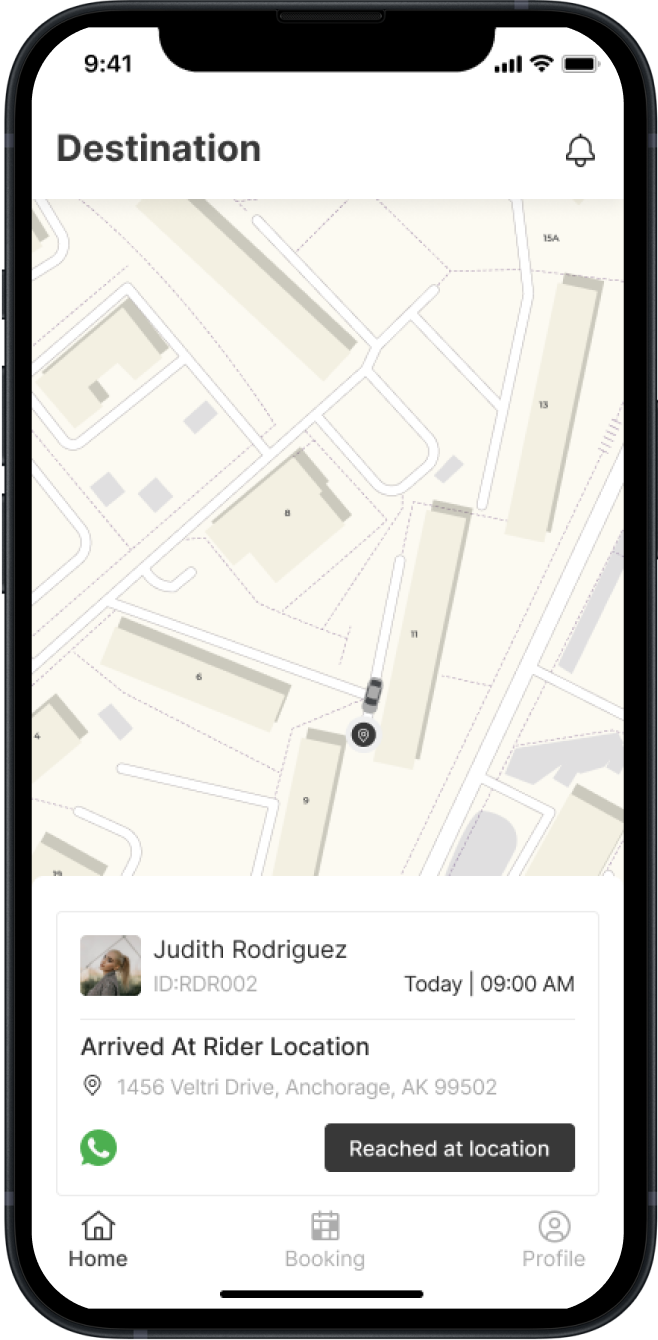 9:41
Destination
15A
13
8
11
6
4
9
19
Judith Rodriguez
ID:RDR002
Today | 09:00 AM
Arrived At Rider Location
1456 Veltri Drive, Anchorage, AK 99502
Reached at location
Home
Booking
Profile